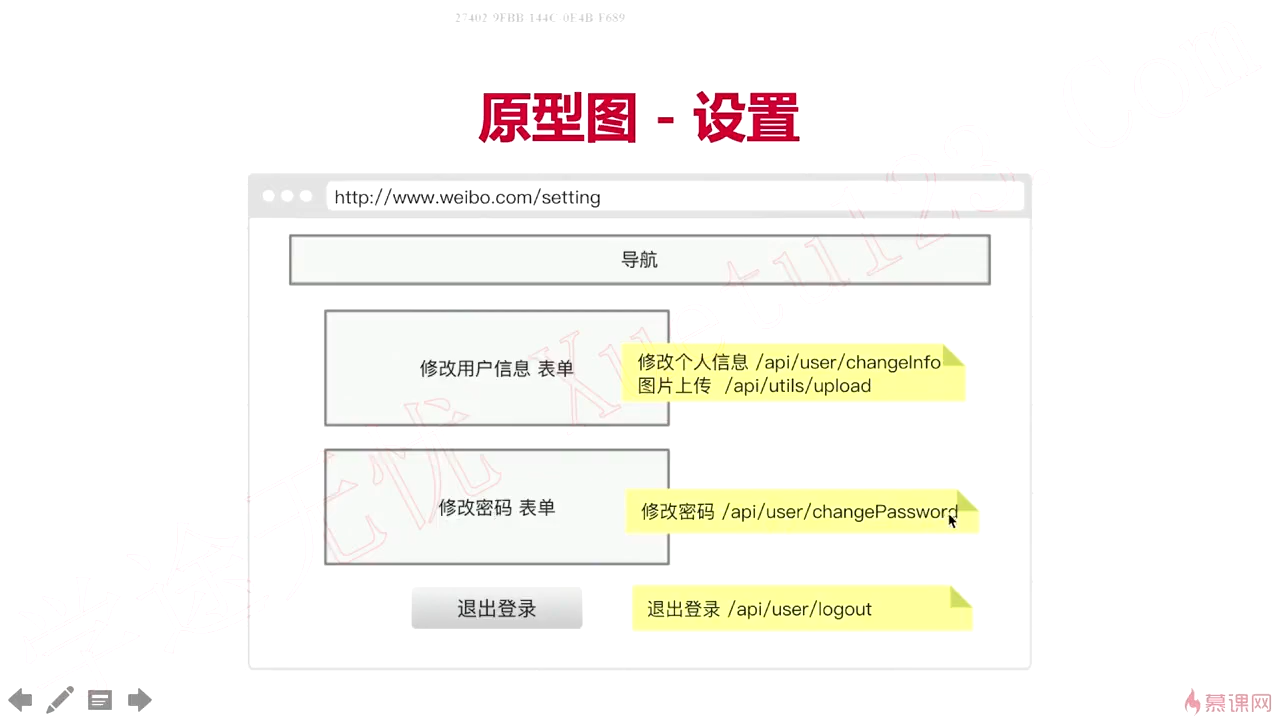 27402 9FBB 144C 0F4B F689
原型图 - 设置
http://www.weibo.com/setting
导航
修改用户信息 表单
修改个人信息 /api/user/changeInfo
图片上传 /api/utils/upload
修改密码 表单
修改密码 /api/user/changePassword
退出登录
退出登录 /api/user/logout
慕课网